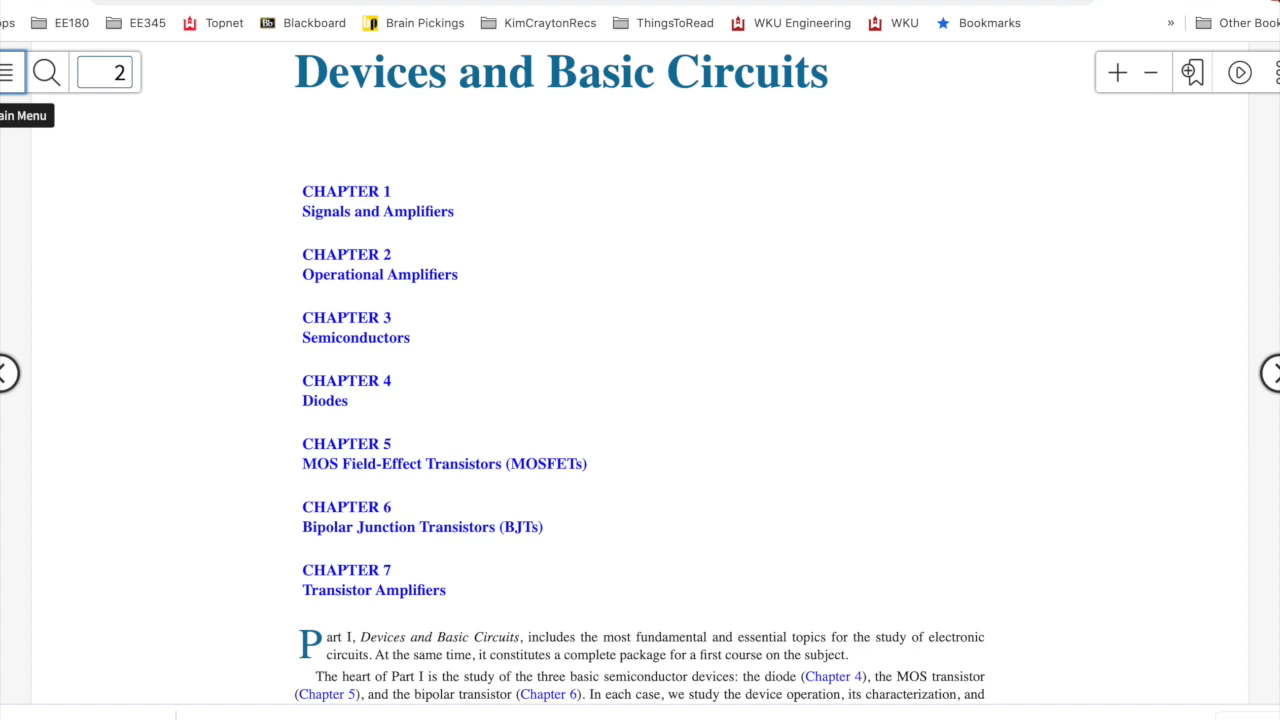 ps EE180 EE345 Topnet Bb Blackboard Brain Pickings KimCraytonRecs ThingsToRead WKU Engineering WKU Bookmarks » Other Book
2
Devices and Basic Circuits
ain Menu
CHAPTER 1
Signals and Amplifiers
CHAPTER 2
Operational Amplifiers
CHAPTER 3
Semiconductors
CHAPTER 4
Diodes
CHAPTER 5
MOS Field-Effect Transistors (MOSFETs)
CHAPTER 6
Bipolar Junction Transistors (BJTs)
CHAPTER 7
Transistor Amplifiers
Part I, Devices and Basic Circuits, includes the most fundamental and essential topics for the study of electronic
circuits. At the same time, it constitutes a complete package for a first course on the subject.
The heart of Part I is the study of the three basic semiconductor devices: the diode (Chapter 4), the MOS transistor
(Chapter 5), and the bipolar transistor (Chapter 6). In each case, we study the device operation, its characterization, and